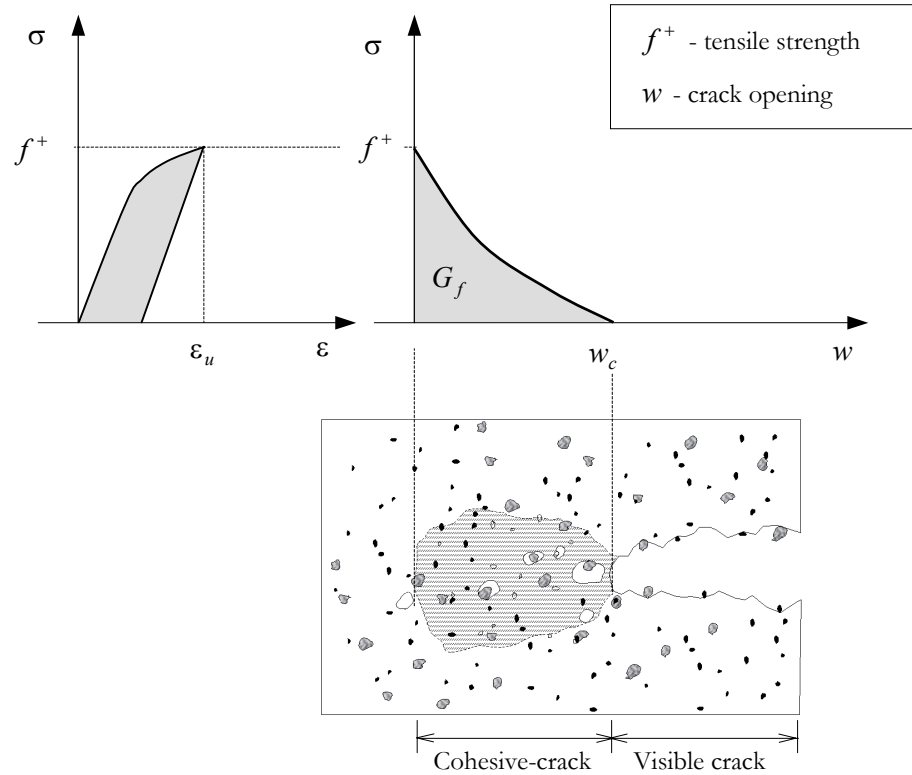 σ
σ
f⁺ - tensile strength
w - crack opening
f⁺
f⁺
G_f
ε_u
ε
w_c
w
Cohesive-crack
Visible crack